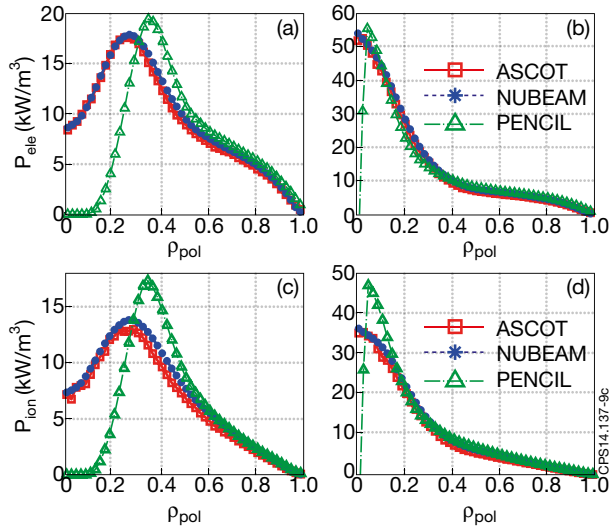 (a)
20
15
10
5
0
P_ele (kW/m³)
0 0.2 0.4 0.6 0.8 1.0
ρ_pol
(b)
60
50
40
30
20
10
0
ASCOT
NUBEAM
PENCIL
0 0.2 0.4 0.6 0.8 1.0
ρ_pol
(c)
15
10
5
0
P_ion (kW/m³)
0 0.2 0.4 0.6 0.8 1.0
ρ_pol
(d)
50
40
30
20
10
0
ASCOT
NUBEAM
PENCIL
0 0.2 0.4 0.6 0.8 1.0
ρ_pol
CPS14.137-9c